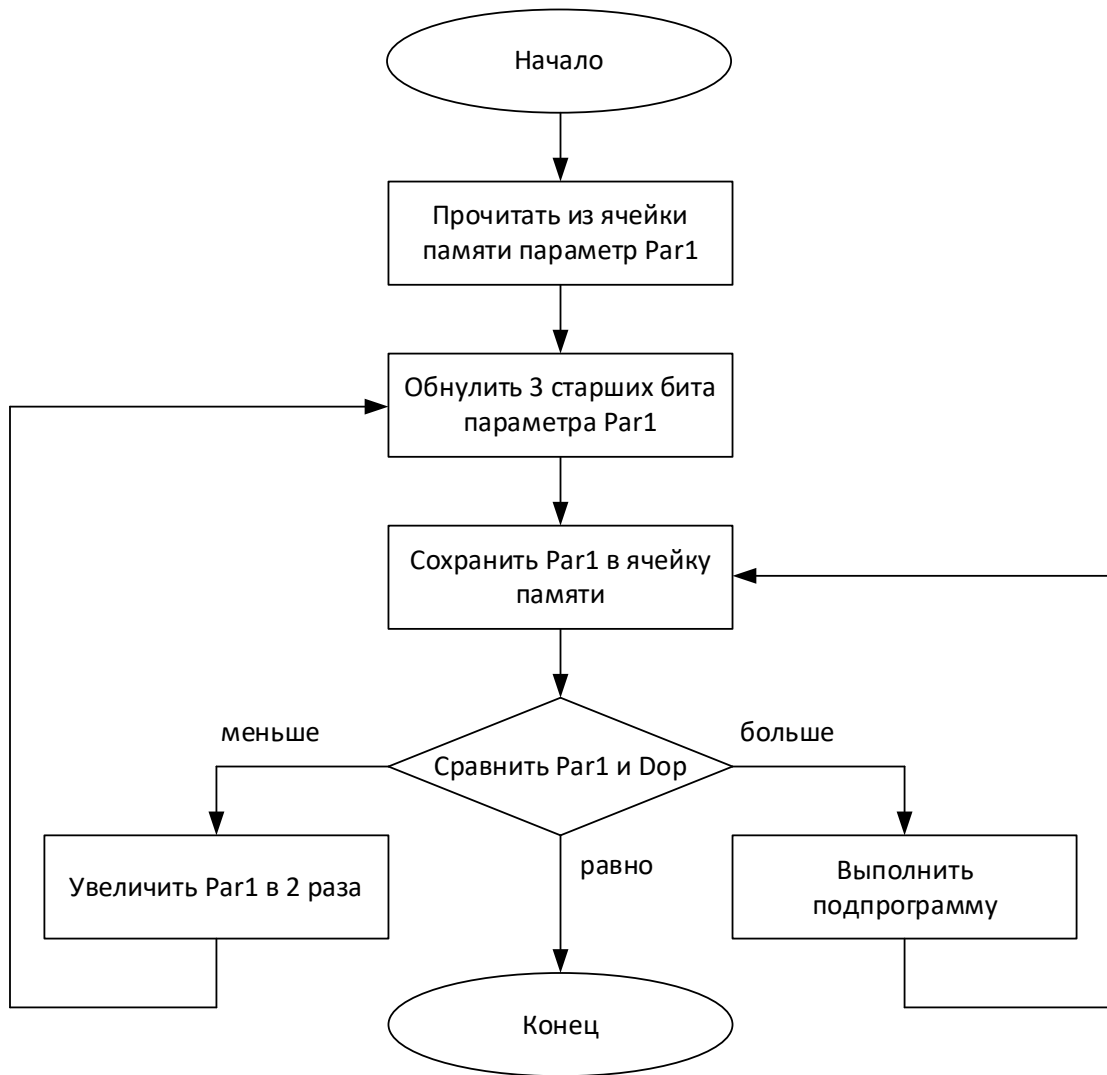 Начало
Прочитать из ячейки
памяти параметр Par1
Обнулить 3 старших бита
параметра Par1
Сохранить Par1 в ячейку
памяти
меньше
больше
Сравнить Par1 и Dop
Увеличить Par1 в 2 раза
равно
Выполнить
подпрограмму
Конец